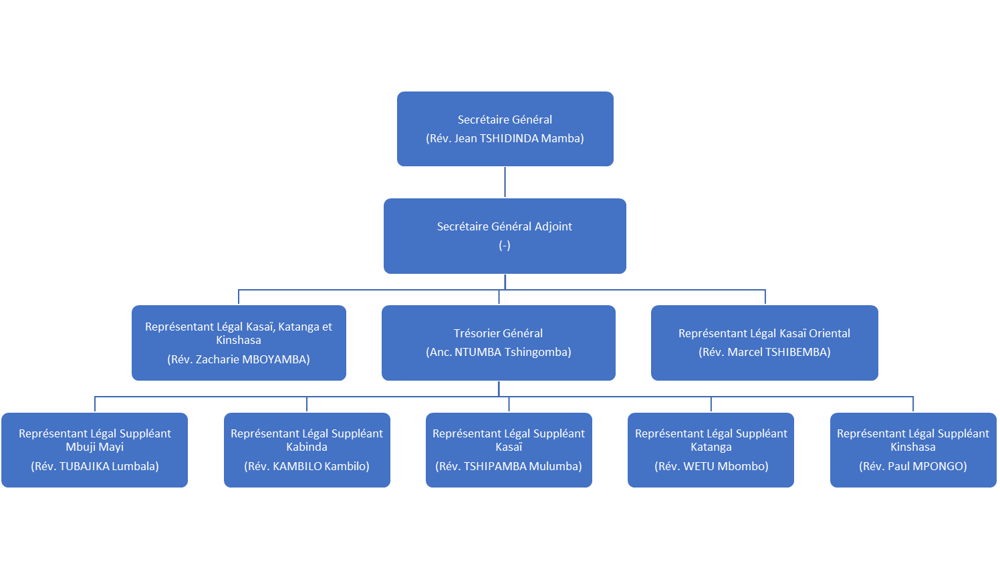 Secrétaire Général
(Rév. Jean TSHIDINDA Mamba)
Secrétaire Général Adjoint
(-)
Représentant Légal Kasaï, Katanga et
Kinshasa
(Rév. Zacharie MBOYAMBA)
Trésorier Général
(Anc. NTUMBA Tshingomba)
Représentant Légal Kasaï Oriental
(Rév. Marcel TSHIBEMBA)
Représentant Légal Suppléant
Mbuji Mayi
(Rév. TUBAJIKA Lumbala)
Représentant Légal Suppléant
Kabinda
(Rév. KAMBILO Kambilo)
Représentant Légal Suppléant
Kasaï
(Rév. TSHIPAMBA Mulumba)
Représentant Légal Suppléant
Katanga
(Rév. WETU Mbombo)
Représentant Légal Suppléant
Kinshasa
(Rév. Paul MPONGO)